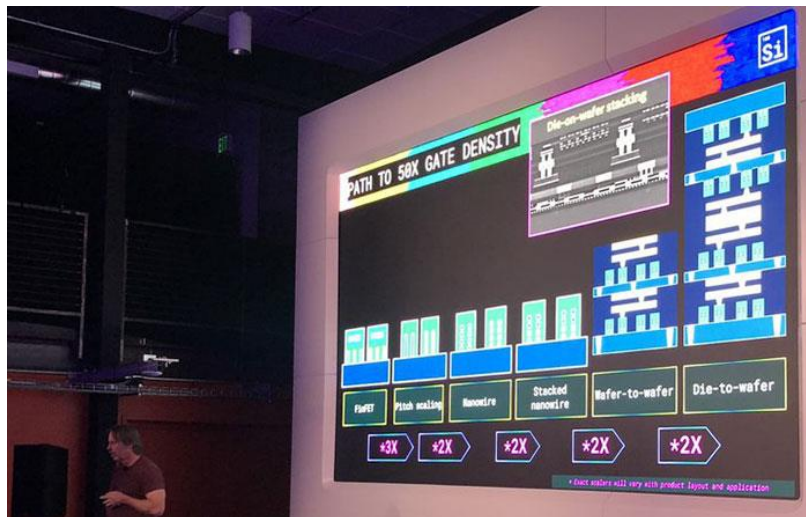 Si
Die-on-wafer stacking
PATH TO 50X GATE DENSITY
FinFET
Pitch scaling
Nanowire
Stacked
nanowire
Wafer-to-wafer
Die-to-wafer
*3X
*2X
*2X
*2X
*2X
* Exact scalers will vary with product layout and application